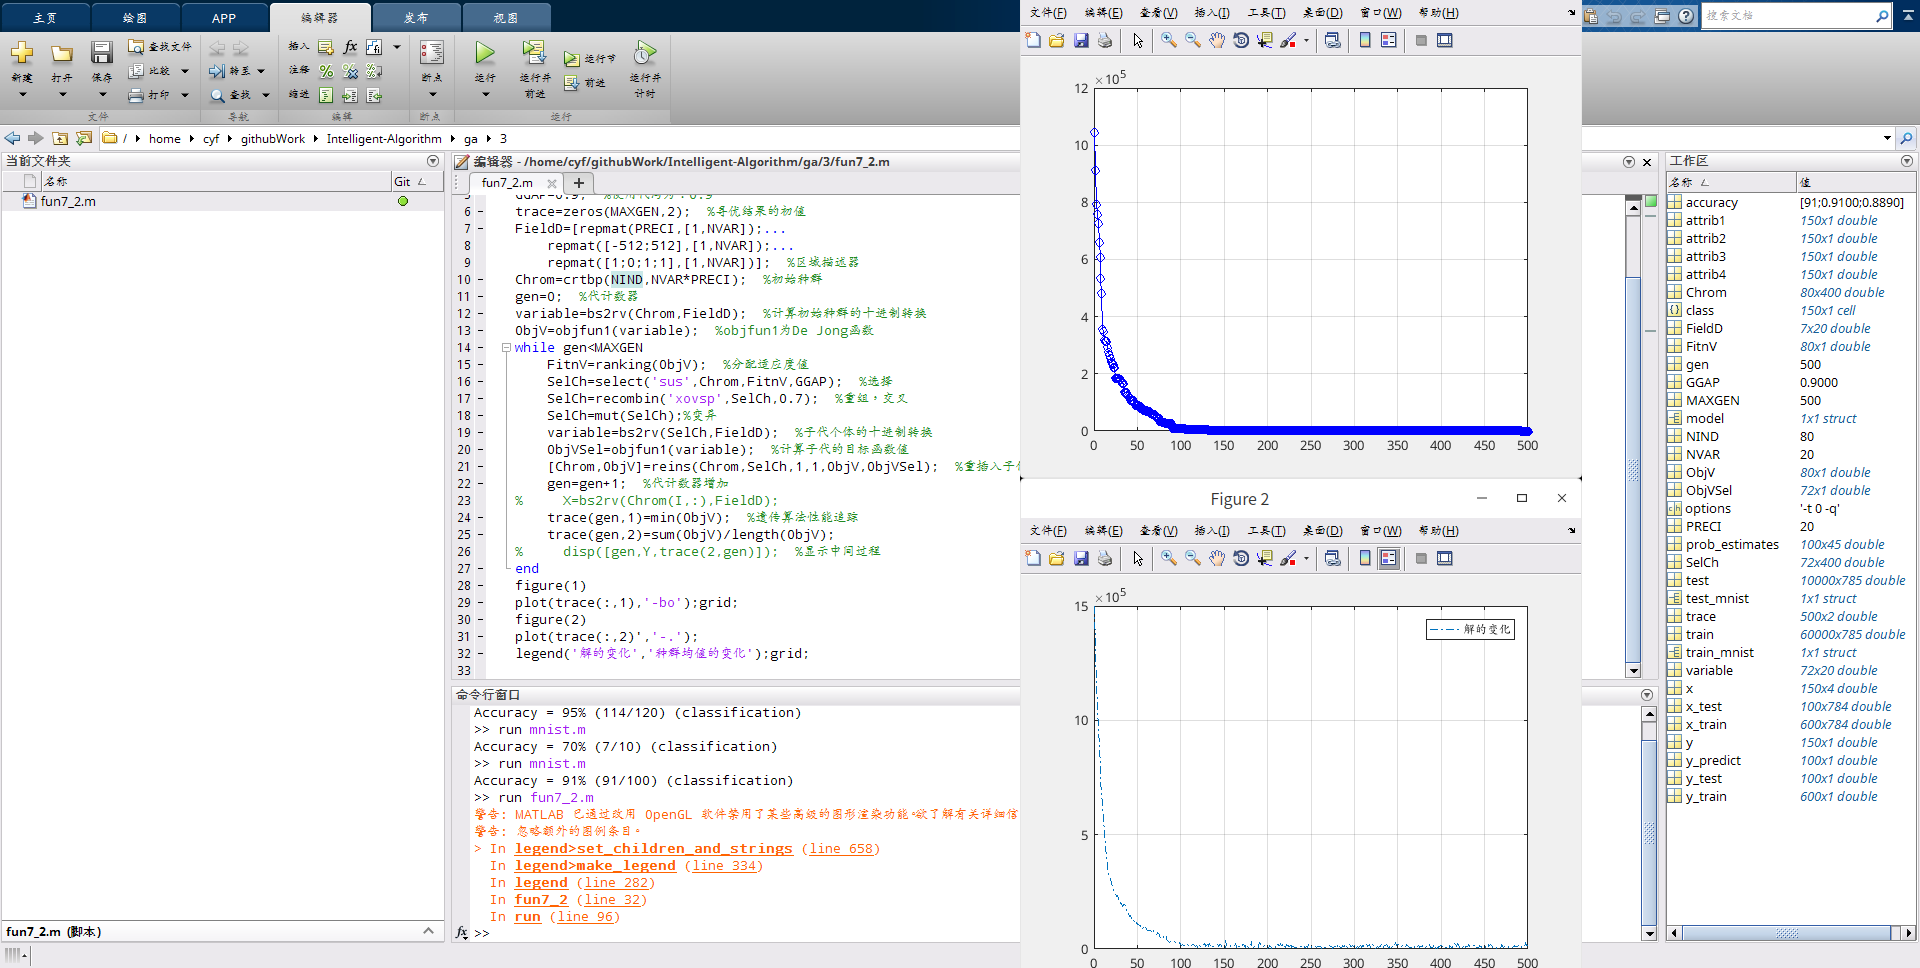 主页 绘图 APP 编辑器 发布 视图
搜索文档
新建 打开 保存 查找文件 比较 打印
转至 查找
插入 fx 注释 缩进
断点 运行 运行并前进 运行节 前进 运行并计时
文件 导航 编辑 断点 运行
/ home cyf githubWork Intelligent-Algorithm ga 3
当前文件夹
名称 Git
fun7_2.m
fun7_2.m (脚本)
编辑器 - /home/cyf/githubWork/Intelligent-Algorithm/ga/3/fun7_2.m
fun7_2.m
6 trace=zeros(MAXGEN,2); %寻优结果的初值
7 FieldD=[repmat(PRECI,[1,NVAR]);...
8 repmat([-512;512],[1,NVAR]);...
9 repmat([1;0;1;1],[1,NVAR])]; %区域描述器
10 Chrom=crtbp(NIND,NVAR*PRECI); %初始种群
11 gen=0; %代计数器
12 variable=bs2rv(Chrom,FieldD); %计算初始种群的十进制转换
13 ObjV=objfun1(variable); %objfun1为De Jong函数
14 while gen<MAXGEN
15 FitnV=ranking(ObjV); %分配适应度值
16 SelCh=select('sus',Chrom,FitnV,GGAP); %选择
17 SelCh=recombin('xovsp',SelCh,0.7); %重组，交叉
18 SelCh=mut(SelCh);%变异
19 variable=bs2rv(SelCh,FieldD); %子代个体的十进制转换
20 ObjVSel=objfun1(variable); %计算子代的目标函数值
21 [Chrom,ObjV]=reins(Chrom,SelCh,1,1,ObjV,ObjVSel); %重插入子
22 gen=gen+1; %代计数器增加
23 % X=bs2rv(Chrom(I,:),FieldD);
24 trace(gen,1)=min(ObjV); %遗传算法性能追踪
25 trace(gen,2)=sum(ObjV)/length(ObjV);
26 % disp([gen,Y,trace(2,gen)]); %显示中间过程
27 end
28 figure(1)
29 plot(trace(:,1),'-bo');grid;
30 figure(2)
31 plot(trace(:,2)','-.');
32 legend('解的变化','种群均值的变化');grid;
33
命令行窗口
Accuracy = 95% (114/120) (classification)
>> run mnist.m
Accuracy = 70% (7/10) (classification)
>> run mnist.m
Accuracy = 91% (91/100) (classification)
>> run fun7_2.m
警告: MATLAB 已通过改用 OpenGL 软件禁用了某些高级的图形渲染功能。欲了解有关详细信
警告: 忽略额外的图例条目。
> In legend>set_children_and_strings (line 658)
In legend>make_legend (line 334)
In legend (line 282)
In fun7_2 (line 32)
In run (line 96)
fx >>
文件(F) 编辑(E) 查看(V) 插入(I) 工具(T) 桌面(D) 窗口(W) 帮助(H)
×10^5
12
10
8
6
4
2
0
0 50 100 150 200 250 300 350 400 450 500
Figure 2
文件(F) 编辑(E) 查看(V) 插入(I) 工具(T) 桌面(D) 窗口(W) 帮助(H)
×10^5
15
解的变化
10
5
0
0 50 100 150 200 250 300 350 400 450 500
工作区
名称 值
accuracy [91;0.9100;0.8890]
attrib1 150x1 double
attrib2 150x1 double
attrib3 150x1 double
attrib4 150x1 double
Chrom 80x400 double
class 150x1 cell
FieldD 7x20 double
FitnV 80x1 double
gen 500
GGAP 0.9000
MAXGEN 500
model 1x1 struct
NIND 80
NVAR 20
ObjV 80x1 double
ObjVSel 72x1 double
options '-t 0 -q'
PRECI 20
prob_estimates 100x45 double
SelCh 72x400 double
test 10000x785 double
test_mnist 1x1 struct
trace 500x2 double
train 60000x785 double
train_mnist 1x1 struct
variable 72x20 double
x 150x4 double
x_test 100x784 double
x_train 600x784 double
y 150x1 double
y_predict 100x1 double
y_test 100x1 double
y_train 600x1 double